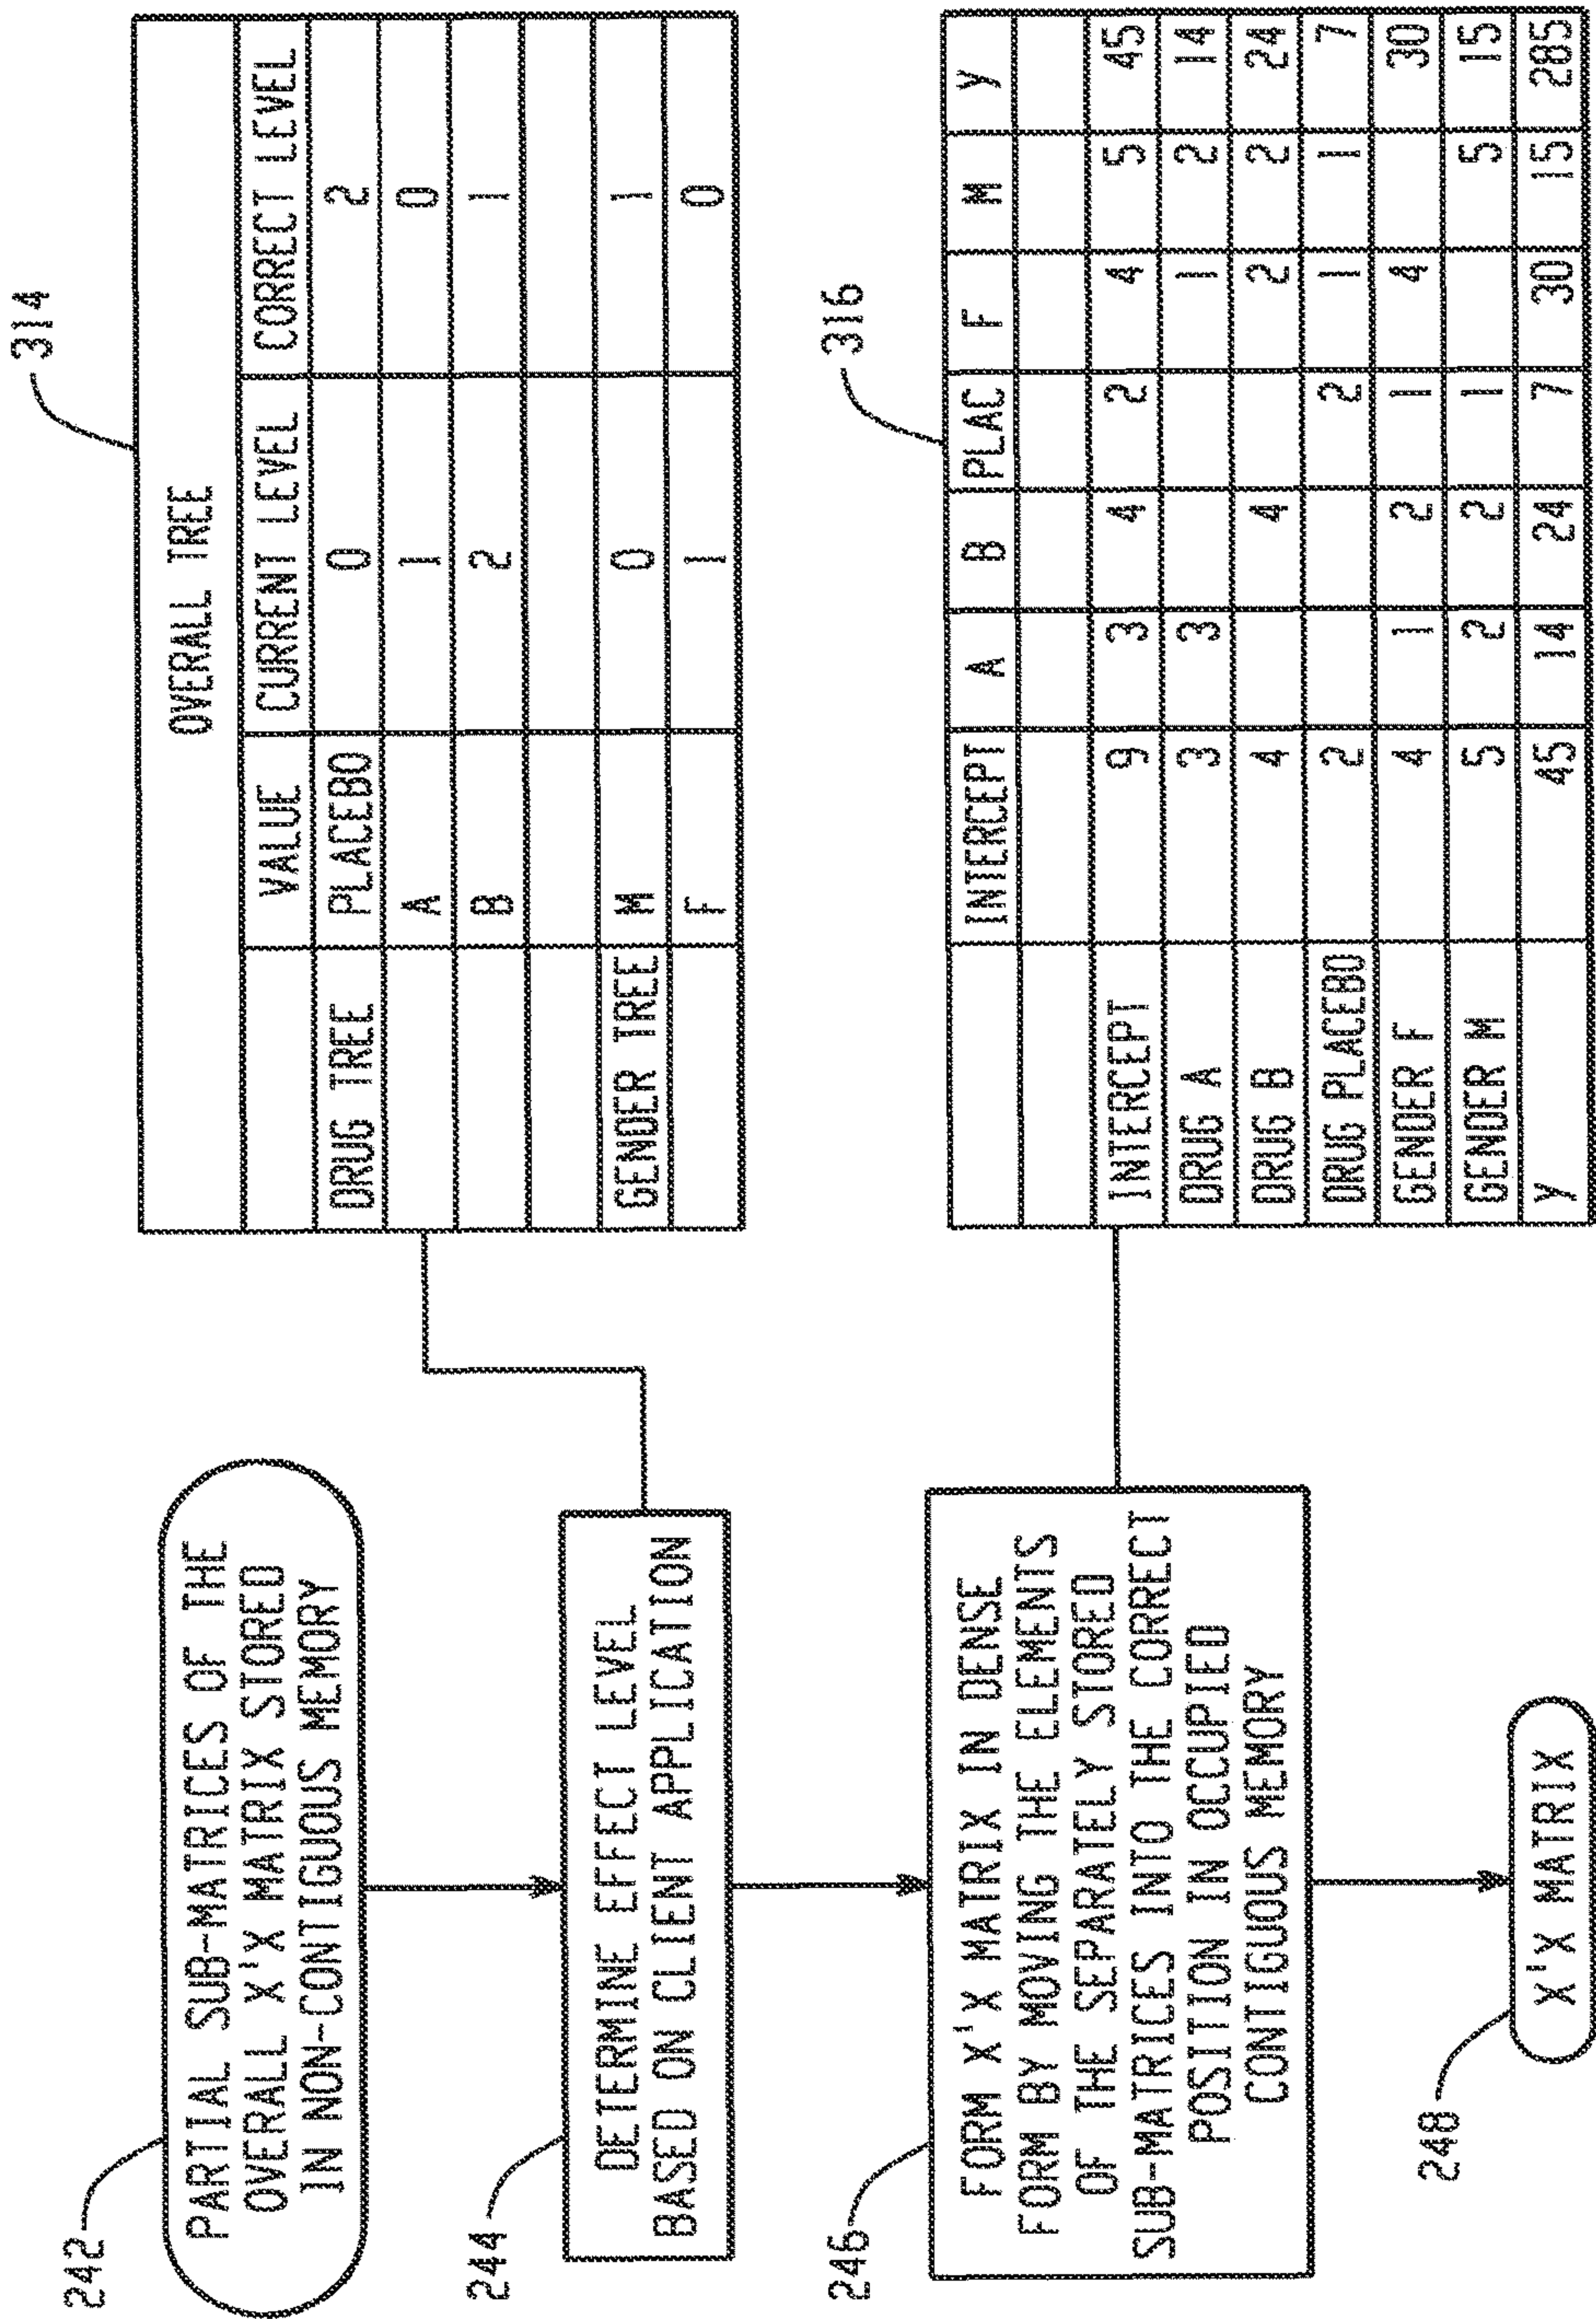 242
PARTIAL SUB-MATRICES OF THE
OVERALL X'X MATRIX STORED
IN NON-CONTIGUOUS MEMORY
244
DETERMINE EFFECT LEVEL
BASED ON CLIENT APPLICATION
246
FORM X'X MATRIX IN DENSE
FORM BY MOVING THE ELEMENTS
OF THE SEPARATELY STORED
SUB-MATRICES INTO THE CORRECT
POSITION IN OCCUPIED
CONTIGUOUS MEMORY
248
X'X MATRIX
314
OVERALL TREE
VALUE CURRENT LEVEL CORRECT LEVEL
DRUG TREE PLACEBO 0 2
A 1 0
B 2 1
GENDER TREE M 0 1
F 1 0
316
INTERCEPT A B PLAC F M y
INTERCEPT 9 3 4 2 4 5 45
DRUG A 3 3 1 2 14
DRUG B 4 4 2 2 24
DRUG PLACEBO 2 2 1 1 7
GENDER F 4 1 2 1 4 30
GENDER M 5 2 2 1 5 15
y 45 14 24 7 30 15 285